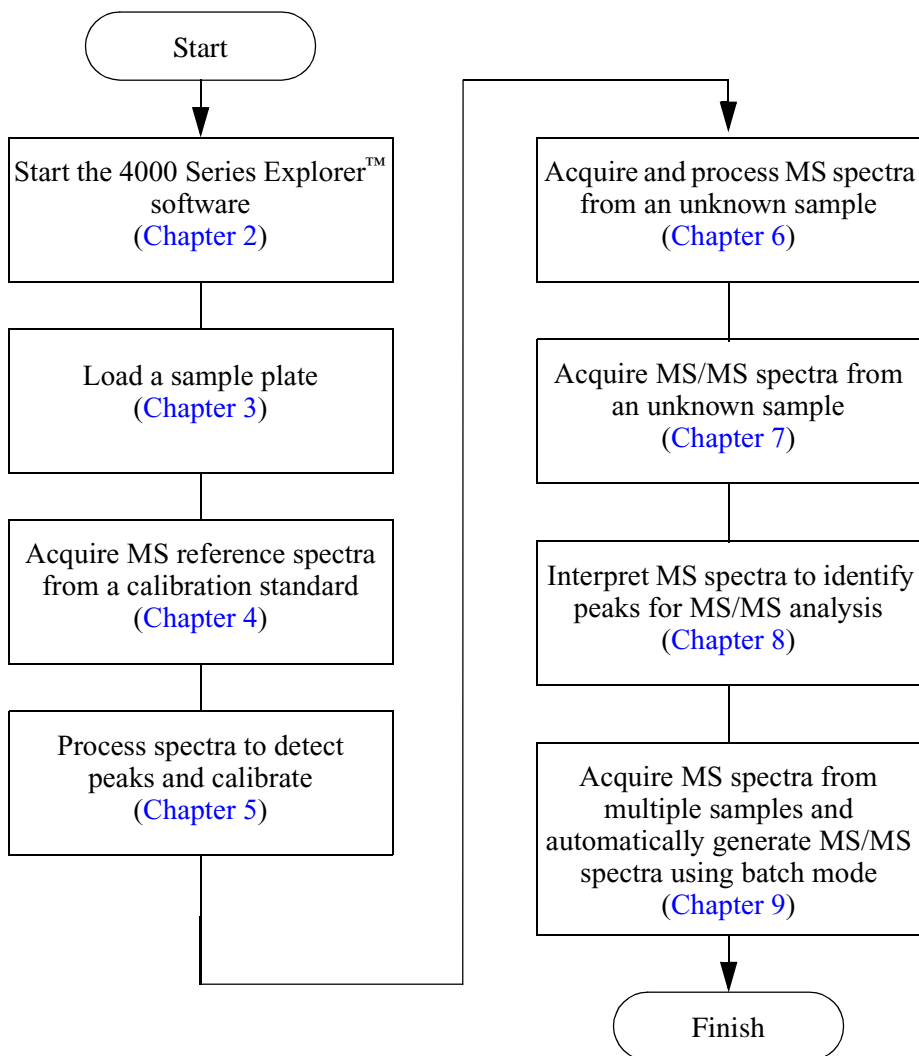 Start
Start the 4000 Series Explorer™
software
(Chapter 2)
Load a sample plate
(Chapter 3)
Acquire MS reference spectra
from a calibration standard
(Chapter 4)
Process spectra to detect
peaks and calibrate
(Chapter 5)
Acquire and process MS spectra
from an unknown sample
(Chapter 6)
Acquire MS/MS spectra from
an unknown sample
(Chapter 7)
Interpret MS spectra to identify
peaks for MS/MS analysis
(Chapter 8)
Acquire MS spectra from
multiple samples and
automatically generate MS/MS
spectra using batch mode
(Chapter 9)
Finish